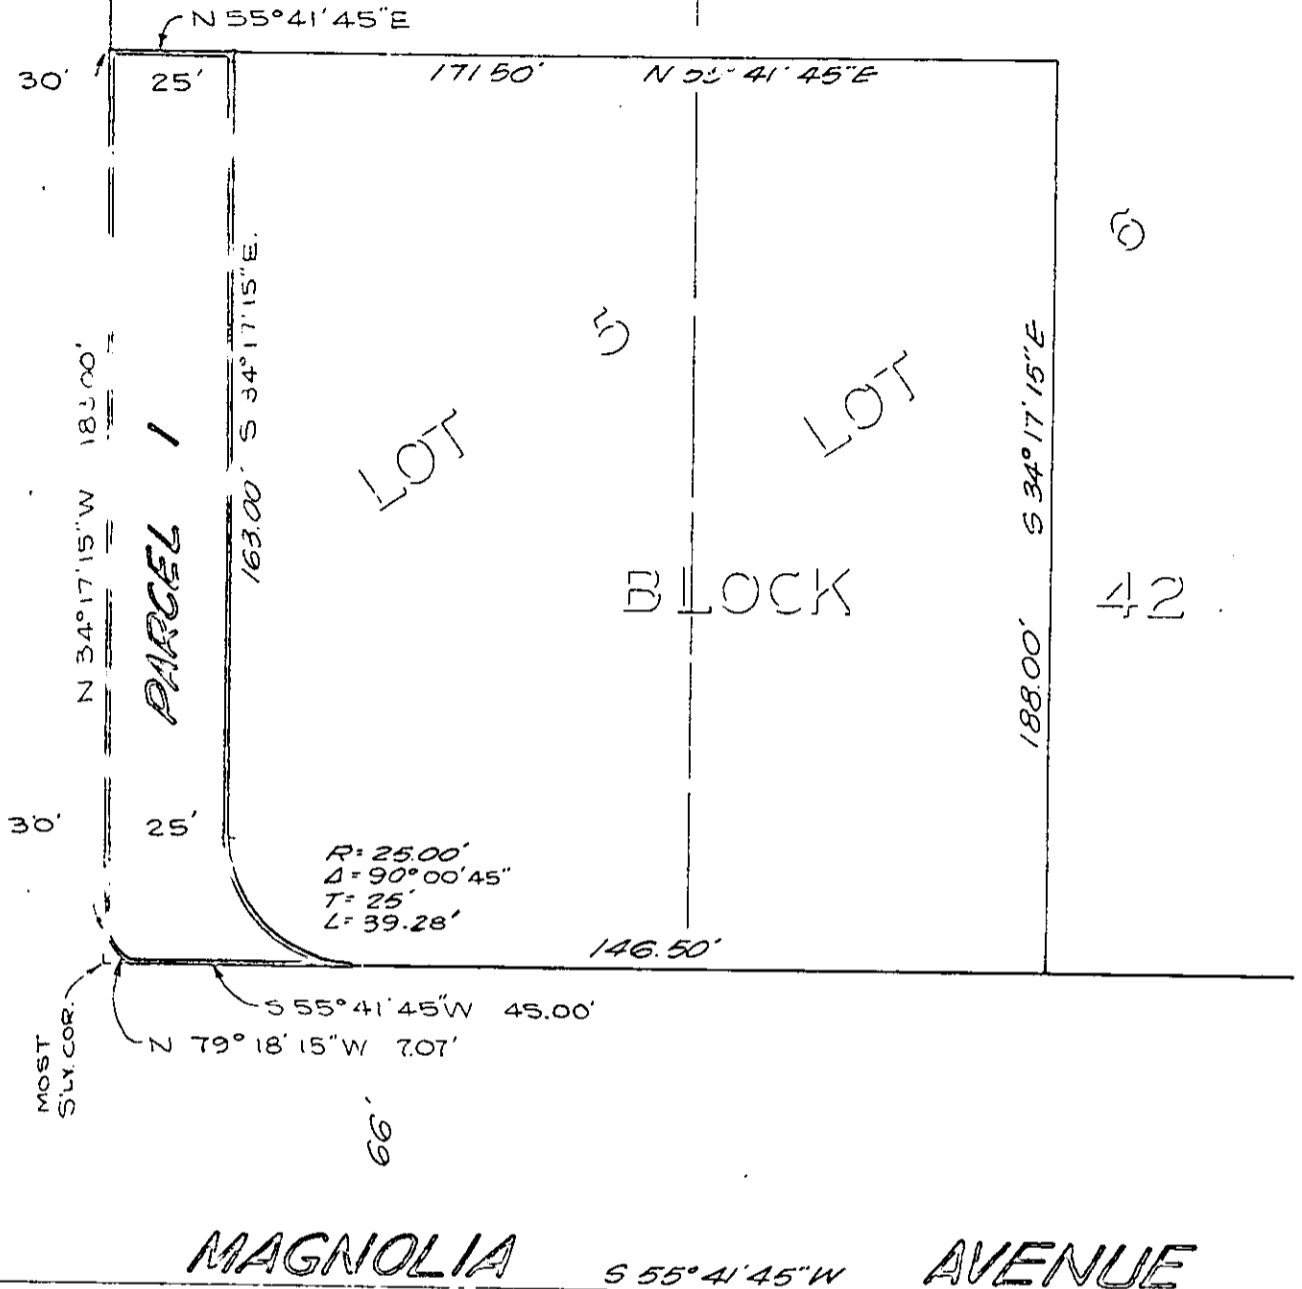 N 55°41'45"E
30'
25'
171.50'
N 41' 45"E
6
5
LOT
LOT
S 34°17'15"E.
163.00'
N 34°17'15"W
PARCEL 1
S 34°17'15"E
188.00'
BLOCK 42
30'
25'
R= 25.00'
Δ= 90°00'45"
T= 25'
L= 39.28'
146.50'
S 55°41'45"W 45.00'
N 79°18'15"W 7.07'
MOST
S'LY. COR.
66'
MAGNOLIA AVENUE
S 55°41'45"W